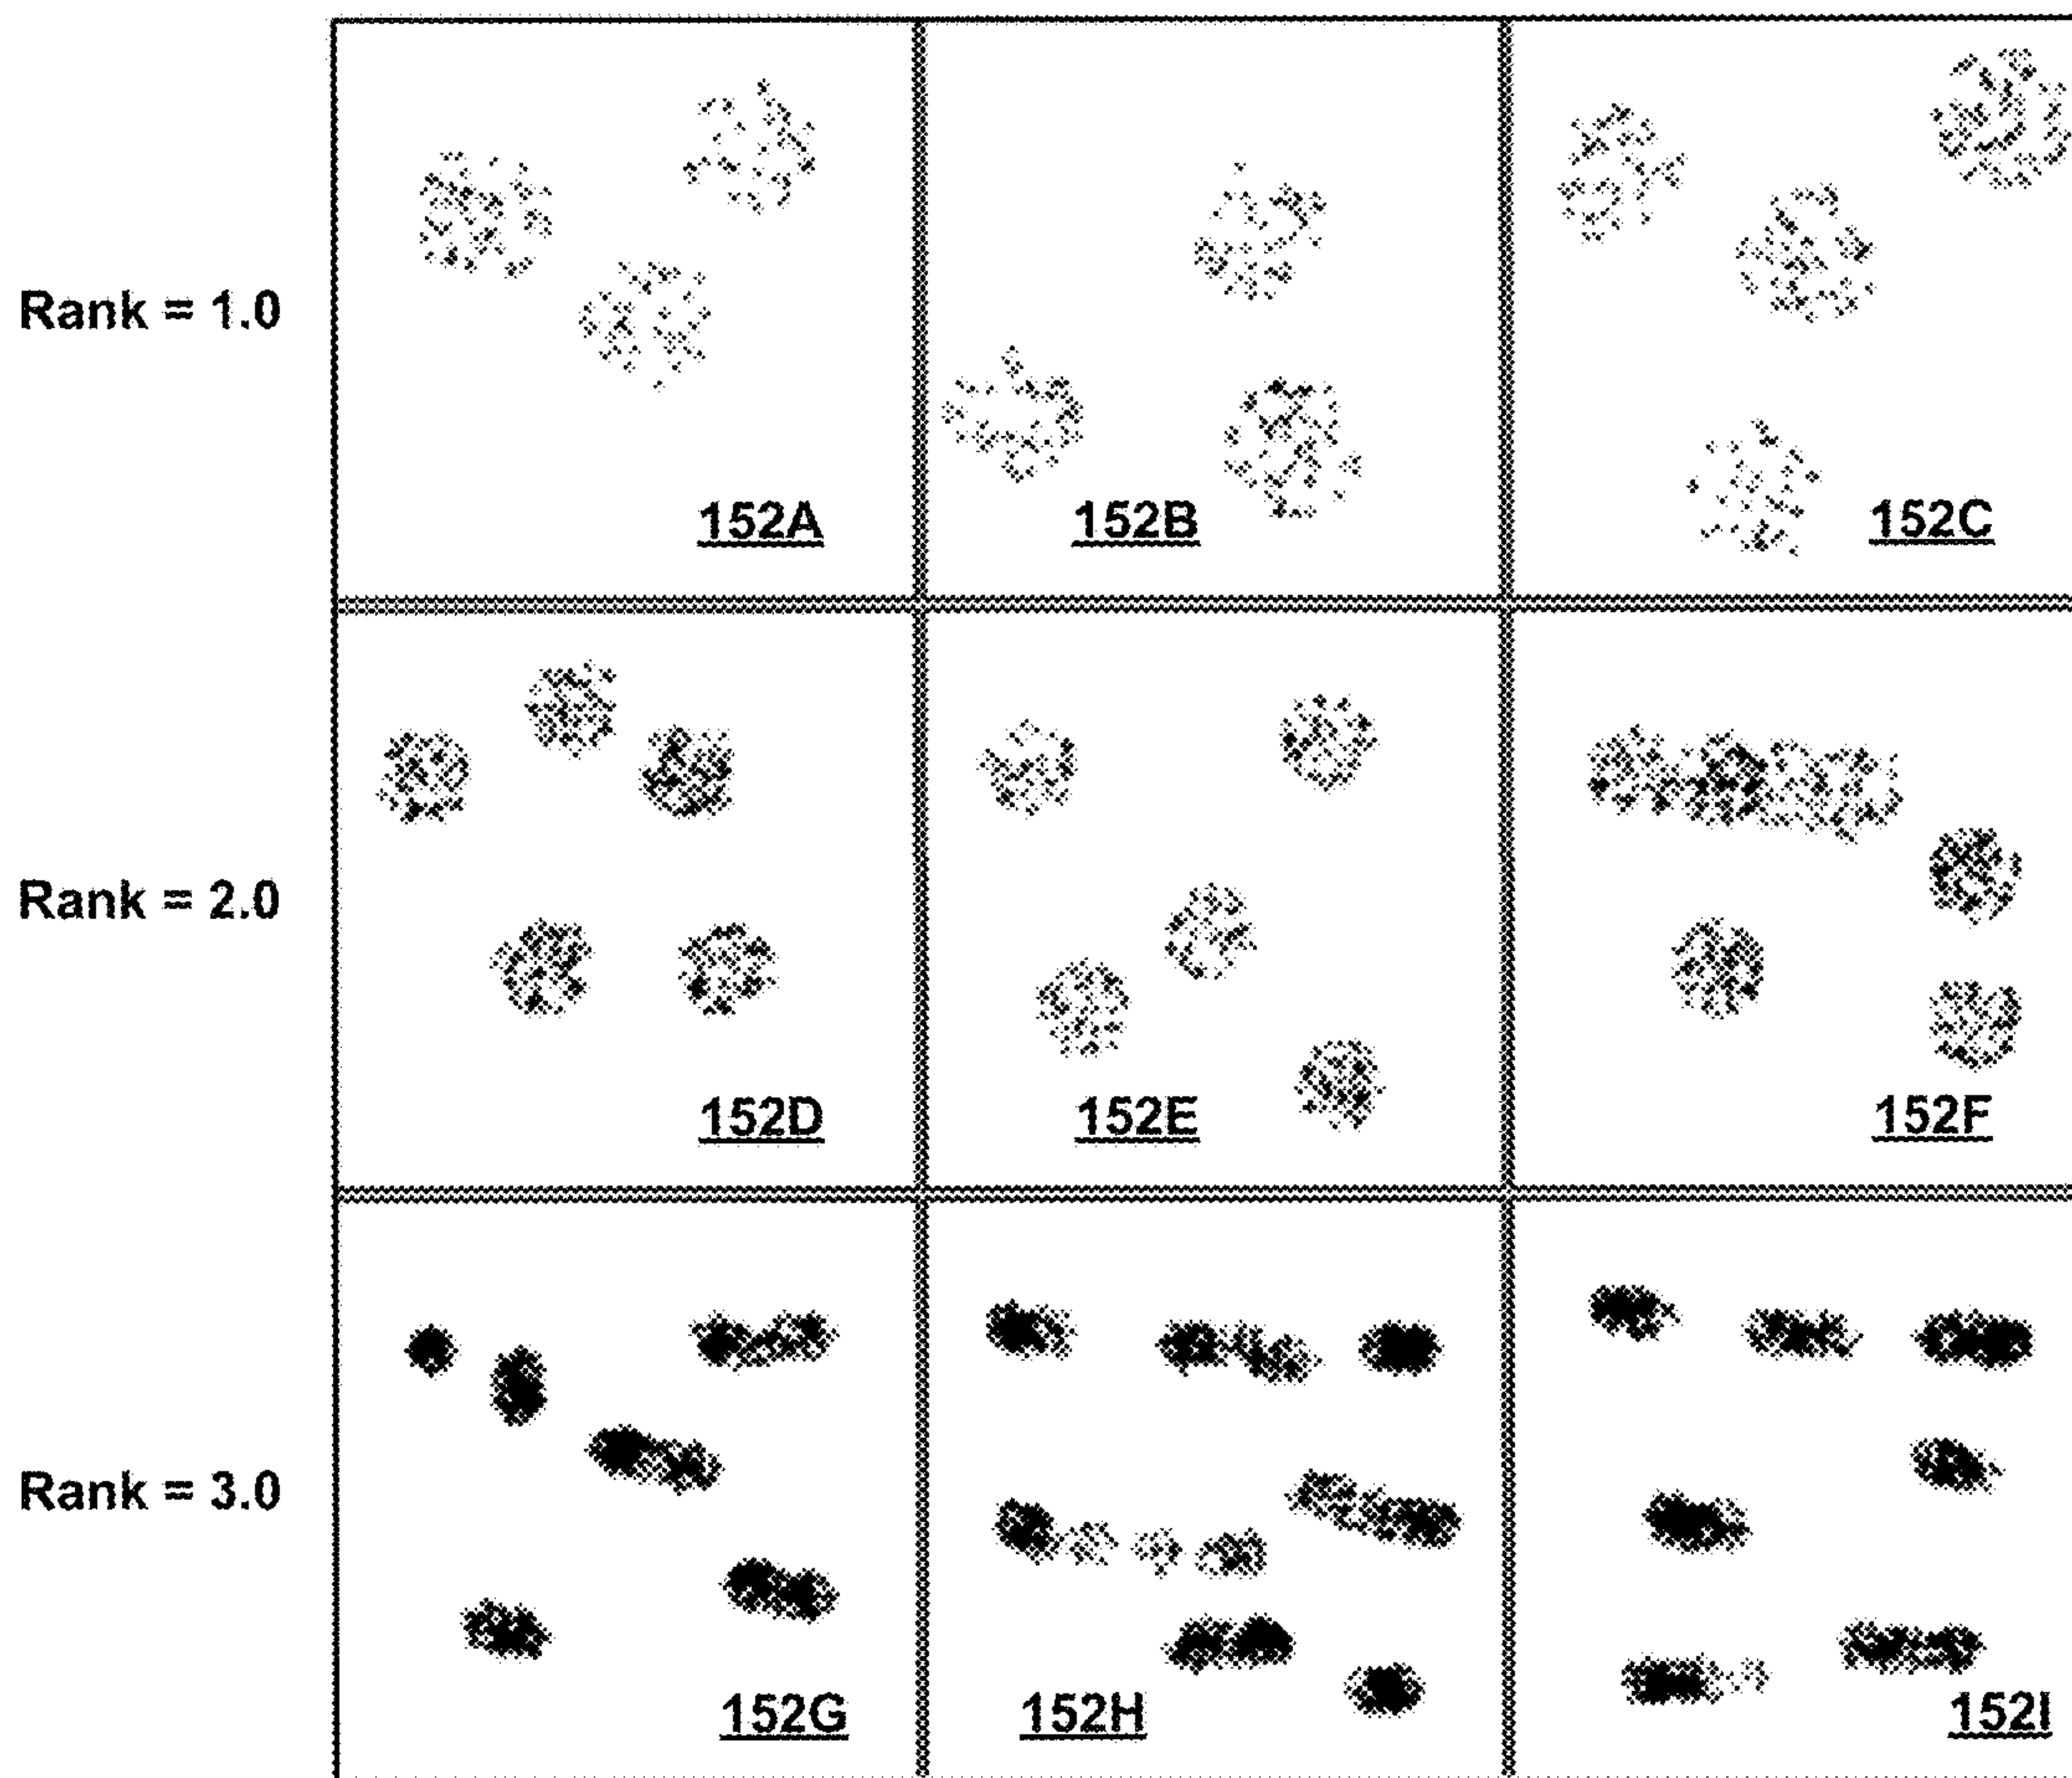 Rank = 1.0
152A
152B
152C
Rank = 2.0
152D
152E
152F
Rank = 3.0
152G
152H
152I